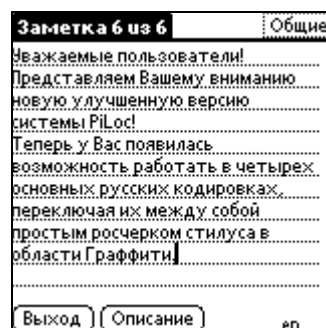 Заметка 6 из 6 Общие
Уважаемые пользователи!
Представляем Вашему вниманию
новую улучшенную версию
системы PiLoc!
Теперь у Вас появилась
возможность работать в четырех
основных русских кодировках,
переключая их между собой
простым росчерком стилуса в
области Граффити.
Выход Описание